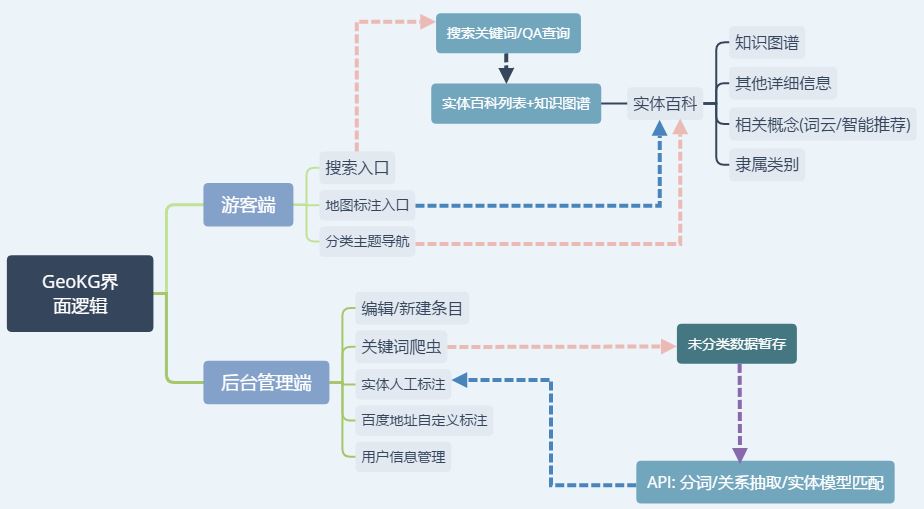 搜索关键词/QA查询
实体百科列表+知识图谱
实体百科
知识图谱
其他详细信息
相关概念(词云/智能推荐)
隶属类别
GeoKG界
面逻辑
游客端
搜索入口
地图标注入口
分类主题导航
后台管理端
编辑/新建条目
关键词爬虫
实体人工标注
百度地址自定义标注
用户信息管理
未分类数据暂存
API: 分词/关系抽取/实体模型匹配